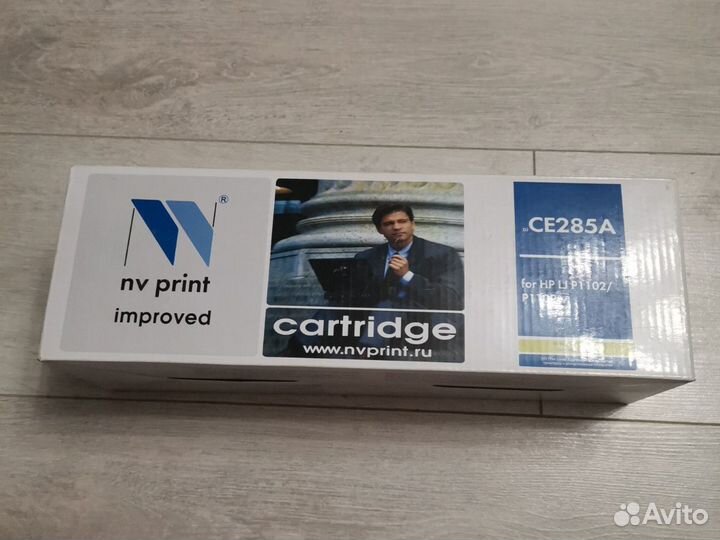 nv print
®
improved
cartridge
www.nvprint.ru
CE285A
for HP LJ P1102/
Avito